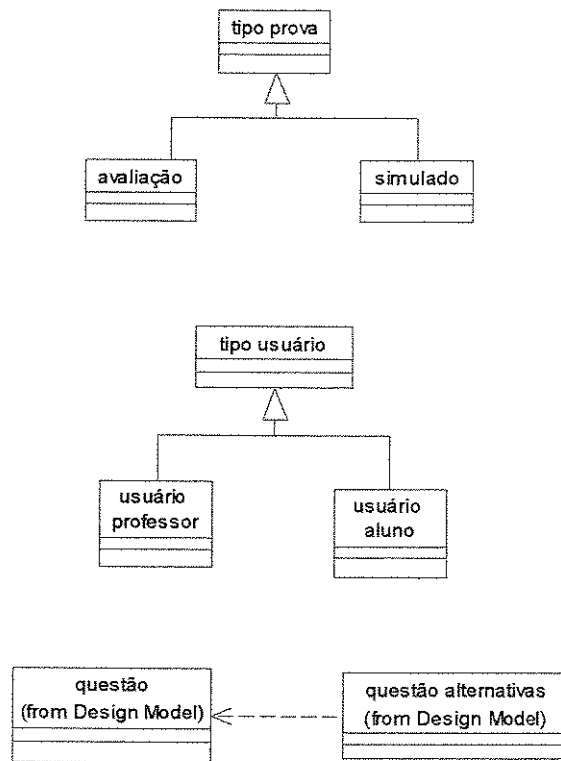 tipo prova
avaliação
simulado
tipo usuário
usuário
professor
usuário
aluno
questão
(from Design Model)
questão alternativas
(from Design Model)